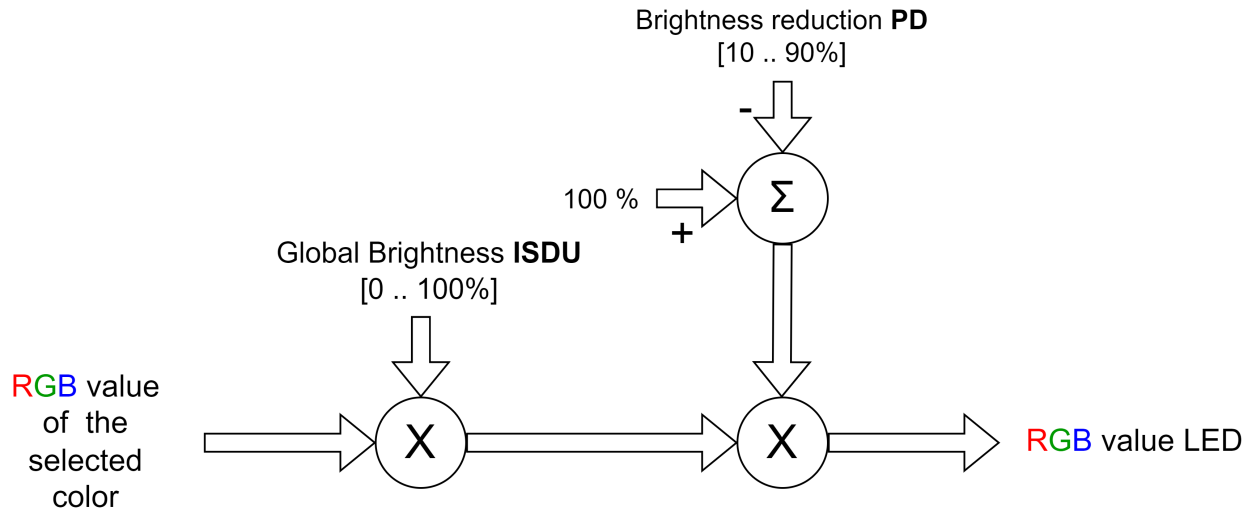 Brightness reduction PD
[10 .. 90%]
-
Σ
100 %
+
Global Brightness ISDU
[0 .. 100%]
RGB value
of the
selected
color
X
X
RGB value LED